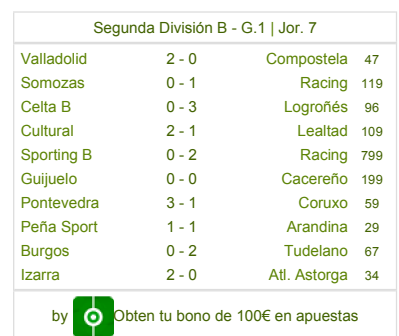 Segunda División B - G.1 | Jor. 7
Valladolid 2 - 0 Compostela 47
Somozas 0 - 1 Racing 119
Celta B 0 - 3 Logroñés 96
Cultural 2 - 1 Lealtad 109
Sporting B 0 - 2 Racing 799
Guijuelo 0 - 0 Cacereño 199
Pontevedra 3 - 1 Coruxo 59
Peña Sport 1 - 1 Arandina 29
Burgos 0 - 2 Tudelano 67
Izarra 2 - 0 Atl. Astorga 34
by Obten tu bono de 100€ en apuestas